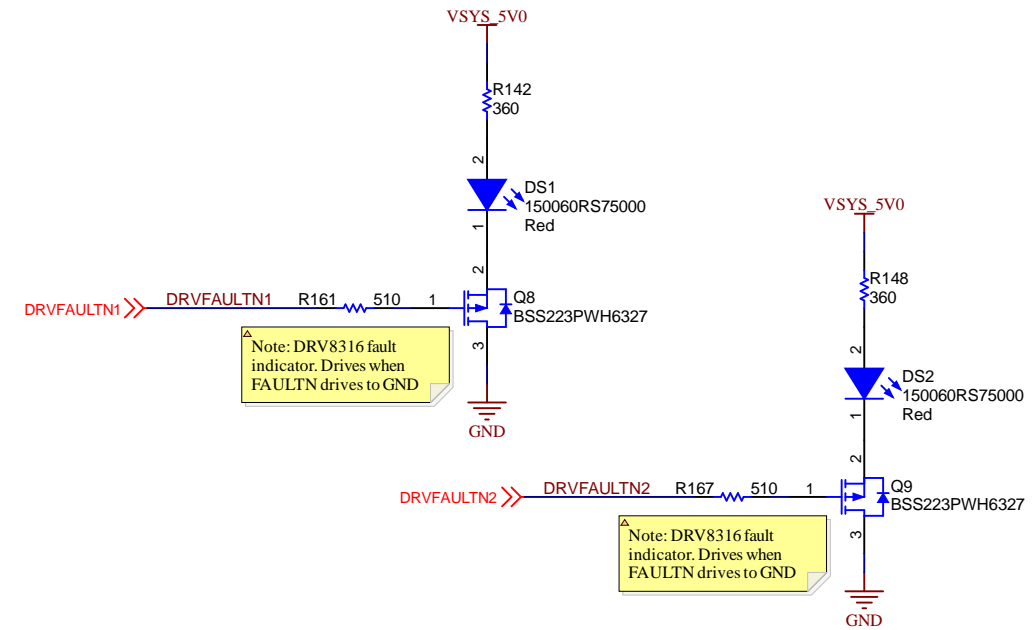 VSYS_5V0
R142
360
2
DS1
150060RS75000
Red
1
2
DRVFAULTN1
DRVFAULTN1
R161
510
1
Q8
BSS223PWH6327
3
Note: DRV8316 fault
indicator. Drives when
FAULTN drives to GND
GND
VSYS_5V0
R148
360
2
DS2
150060RS75000
Red
1
2
DRVFAULTN2
DRVFAULTN2
R167
510
1
Q9
BSS223PWH6327
3
Note: DRV8316 fault
indicator. Drives when
FAULTN drives to GND
GND